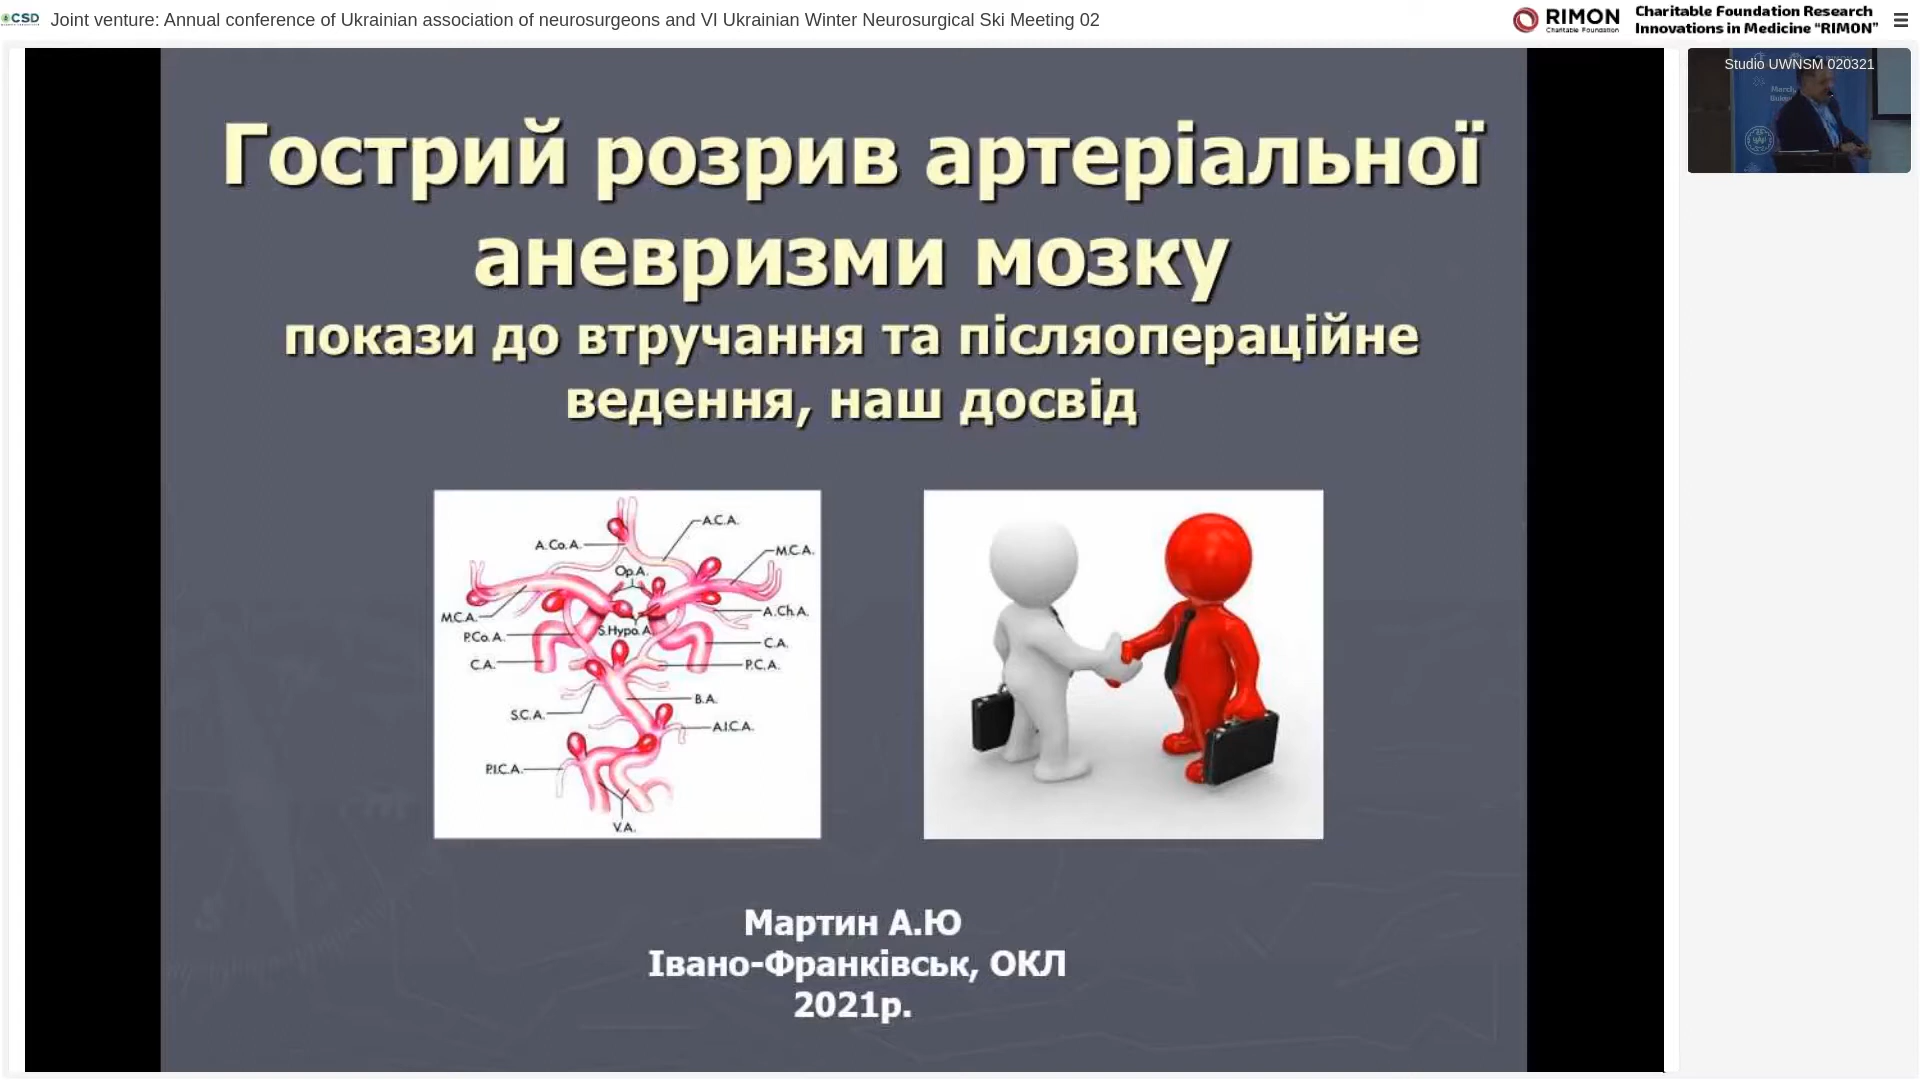 CSD
Joint venture: Annual conference of Ukrainian association of neurosurgeons and VI Ukrainian Winter Neurosurgical Ski Meeting 02
RIMON
Charitable Foundation
Charitable Foundation Research
Innovations in Medicine “RIMON”
Studio UWNSM 020321
Гострий розрив артеріальної
аневризми мозку
покази до втручання та післяопераційне
ведення, наш досвід
A.C.A.
A.Co.A.
M.C.A.
Op.A.
A.Ch.A.
M.C.A.
S.Hypo.A.
P.Co.A.
C.A.
C.A.
P.C.A.
B.A.
S.C.A.
A.I.C.A.
P.I.C.A.
V.A.
Мартин А.Ю
Івано-Франківськ, ОКЛ
2021р.